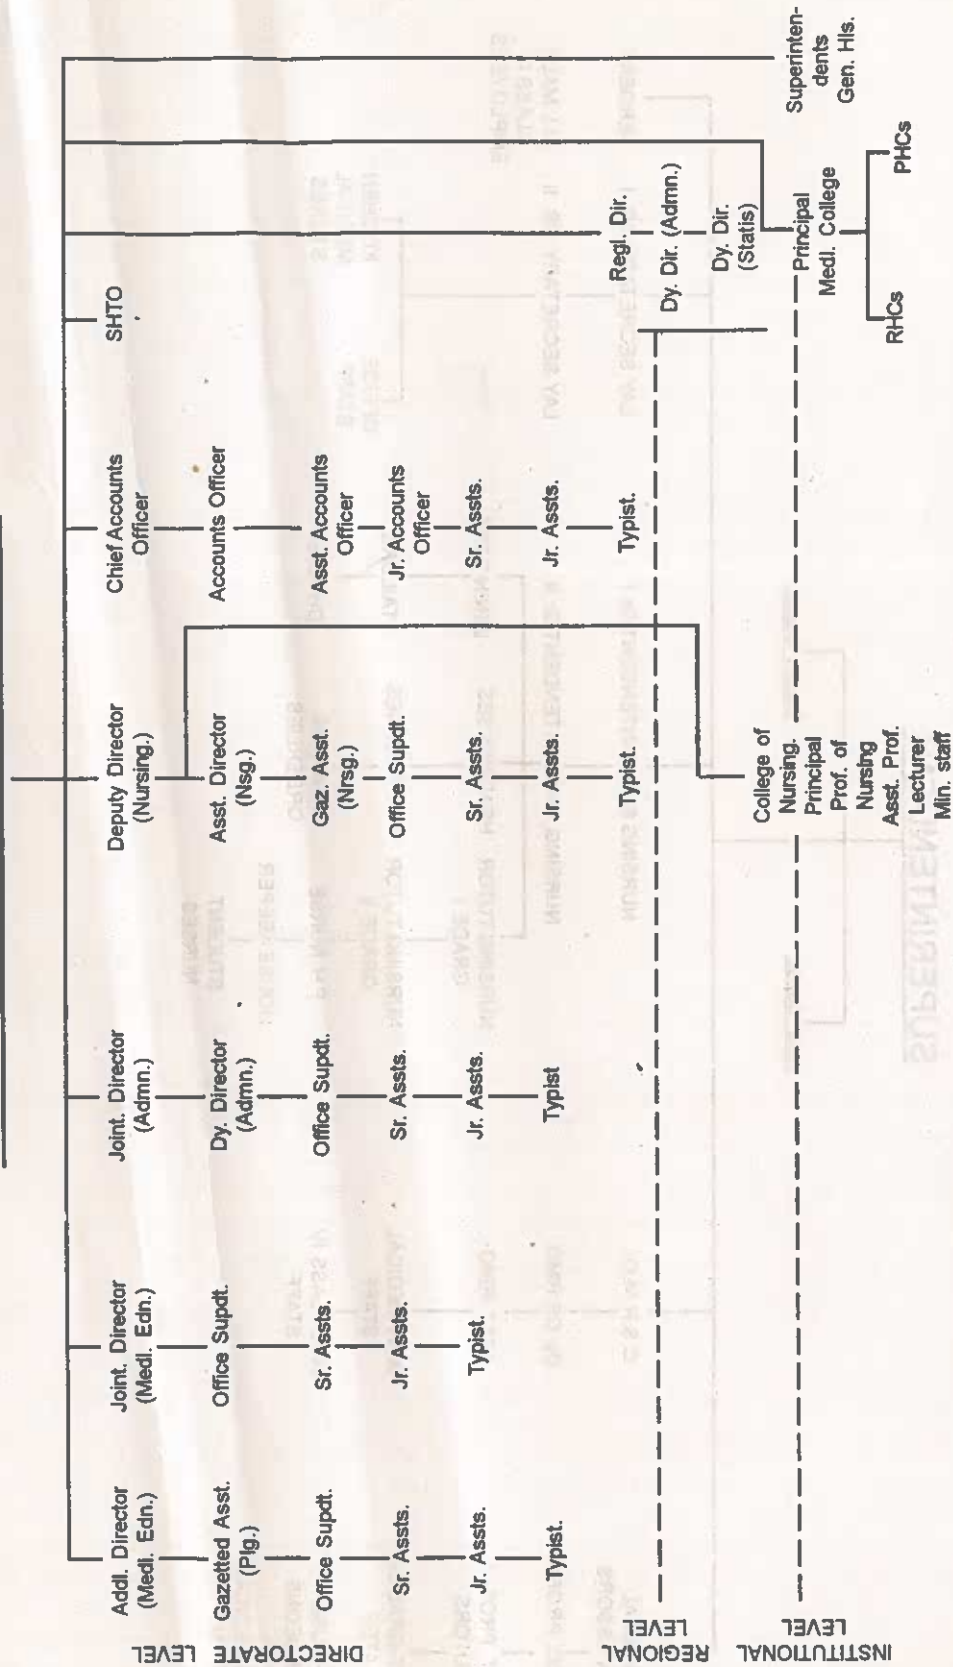 DIRECTORATE LEVEL
Addl. Director
(Medl. Edn.)
Gazetted Asst.
(Plg.)
Office Supdt.
Sr. Assts.
Jr. Assts.
Typist.
Joint. Director
(Medl. Edn.)
Office Supdt.
Sr. Assts.
Jr. Assts.
Typist.
Joint. Director
(Admn.)
Dy. Director
(Admn.)
Office Supdt.
Sr. Assts.
Jr. Assts.
Typist
Deputy Director
(Nursing.)
Asst. Director
(Nsg.)
Gaz. Asst.
(Nrsg.)
Office Supdt.
Sr. Assts.
Jr. Assts.
Typist.
Chief Accounts
Officer
Accounts Officer
Asst. Accounts
Officer
Jr. Accounts
Officer
Sr. Assts.
Jr. Assts.
Typist.
SHTO
REGIONAL
LEVEL
Regl. Dir.
Dy. Dir. (Admn.)
Dy. Dir.
(Statis)
INSTITUTIONAL
LEVEL
College of
Nursing.
Principal
Prof. of
Nursing
Asst. Prof.
Lecturer
Min. staff
Principal
Medl. College
RHCs
PHCs
Superinten-
dents
Gen. Hls.
SUPERINTEN